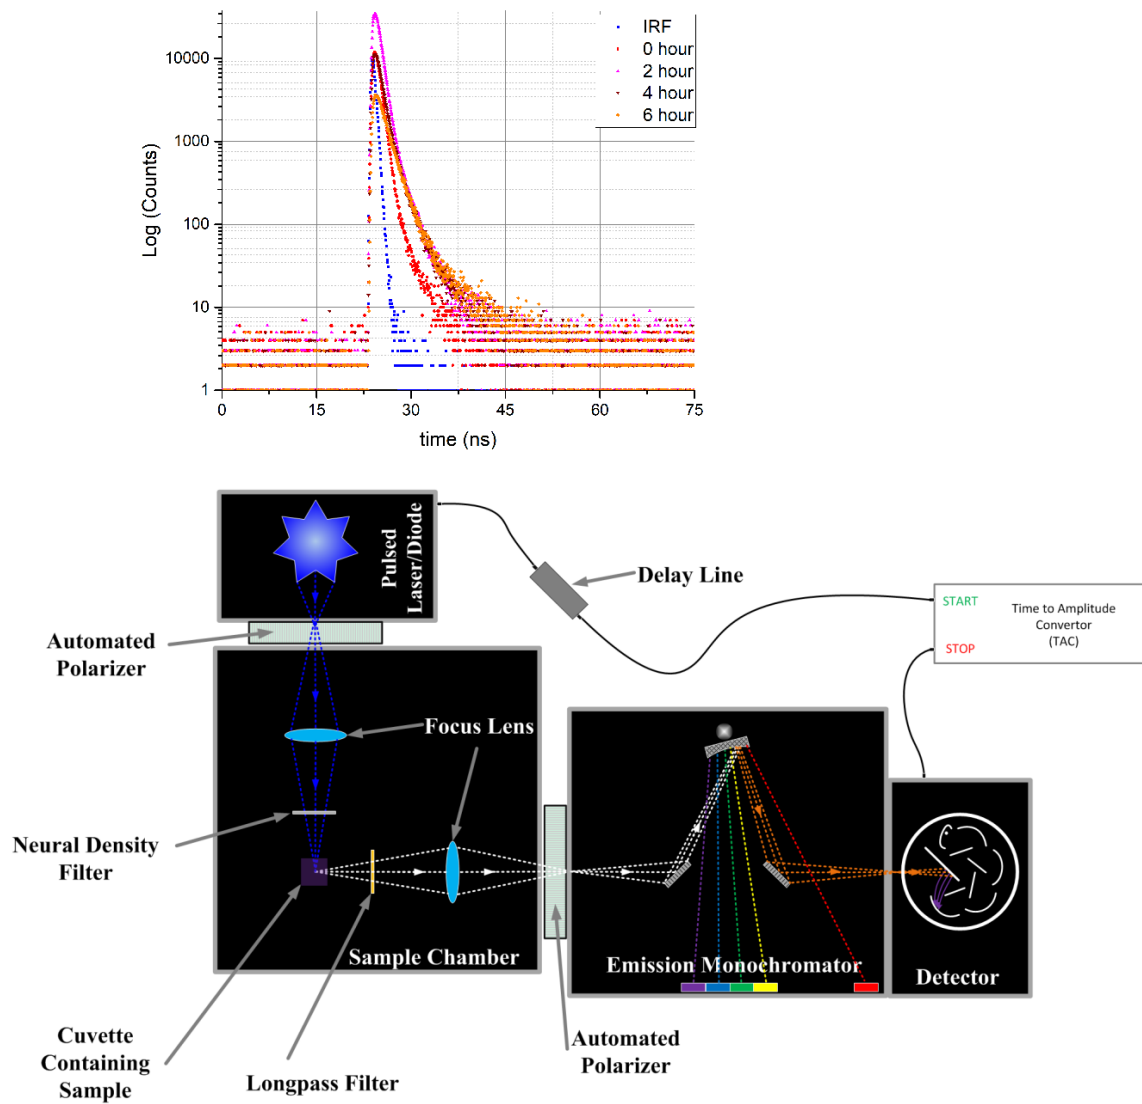 IRF
0 hour
2 hour
4 hour
6 hour
10000
1000
100
10
1
Log (Counts)
0
15
30
45
60
75
time (ns)
Pulsed
Laser/Diode
Delay Line
START
STOP
Time to Amplitude
Convertor
(TAC)
Automated
Polarizer
Focus Lens
Neural Density
Filter
Sample Chamber
Emission Monochromator
Detector
Cuvette
Containing
Sample
Longpass Filter
Automated
Polarizer